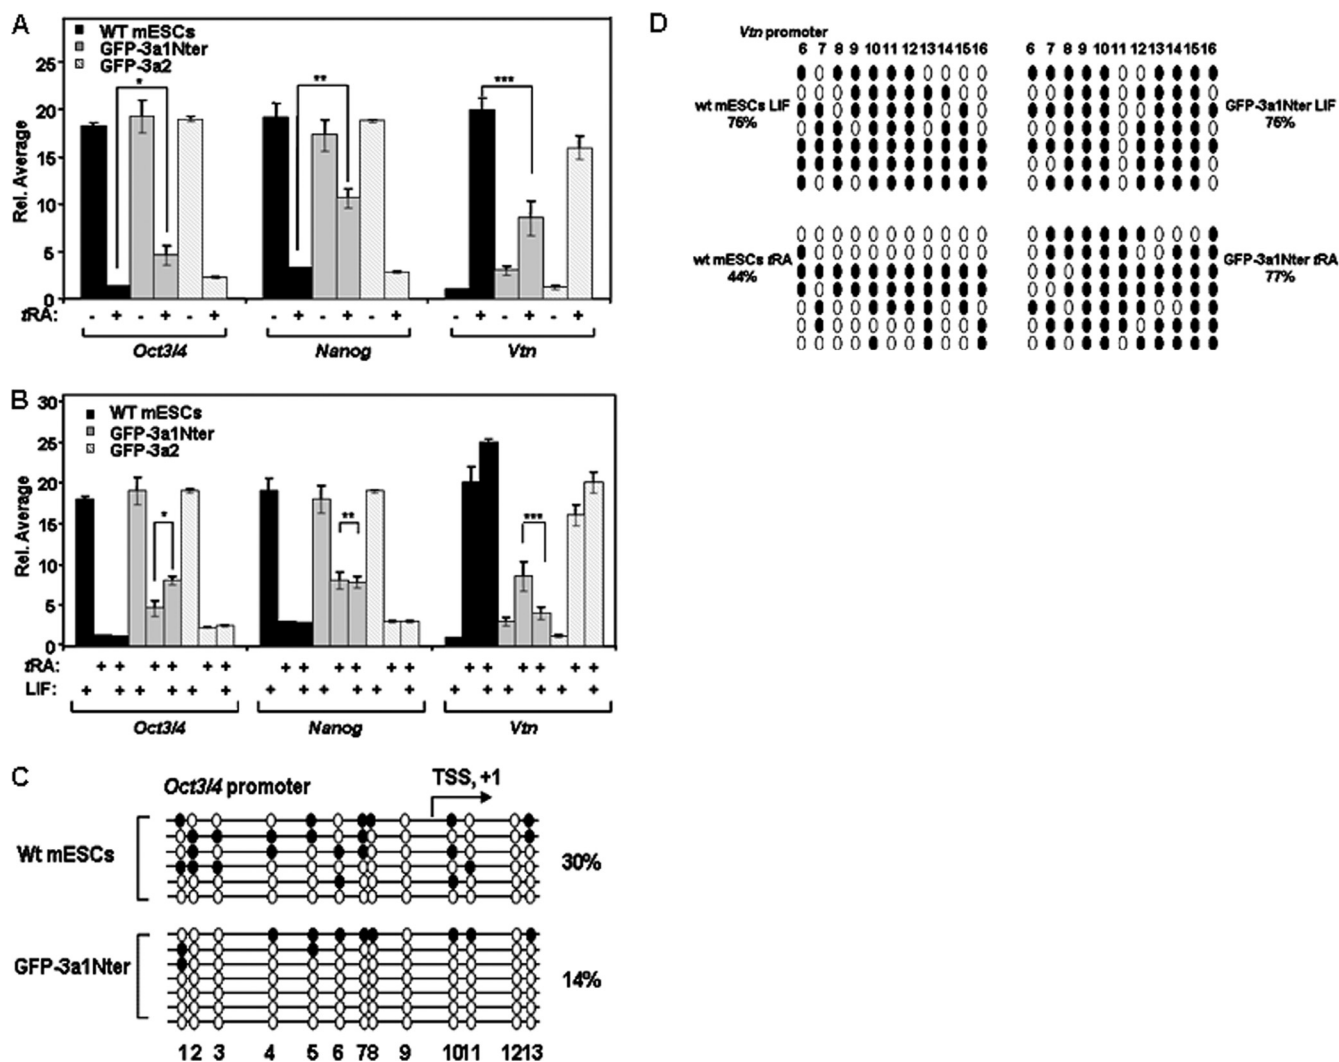 A
WT mESCs
GFP-3a1Nter
GFP-3a2
Rel. Average
25
20
15
10
5
0
*
**
***
tRA: - + - + - + - + - + - + - + - + - +
Oct3/4 Nanog Vtn
B
WT mESCs
GFP-3a1Nter
GFP-3a2
Rel. Average
30
25
20
15
10
5
0
*
**
***
tRA: + + + + + + + + + + + + + + + + + +
LIF: + + + + + + + + + + + + + + + + + +
Oct3/4 Nanog Vtn
C
Oct3/4 promoter
TSS, +1
Wt mESCs
30%
GFP-3a1Nter
14%
1 2 3 4 5 6 7 8 9 10 11 12 13
D
Vtn promoter
6 7 8 9 10 11 12 13 14 15 16
6 7 8 9 10 11 12 13 14 15 16
wt mESCs LIF
76%
GFP-3a1Nter LIF
76%
wt mESCs tRA
44%
GFP-3a1Nter tRA
77%